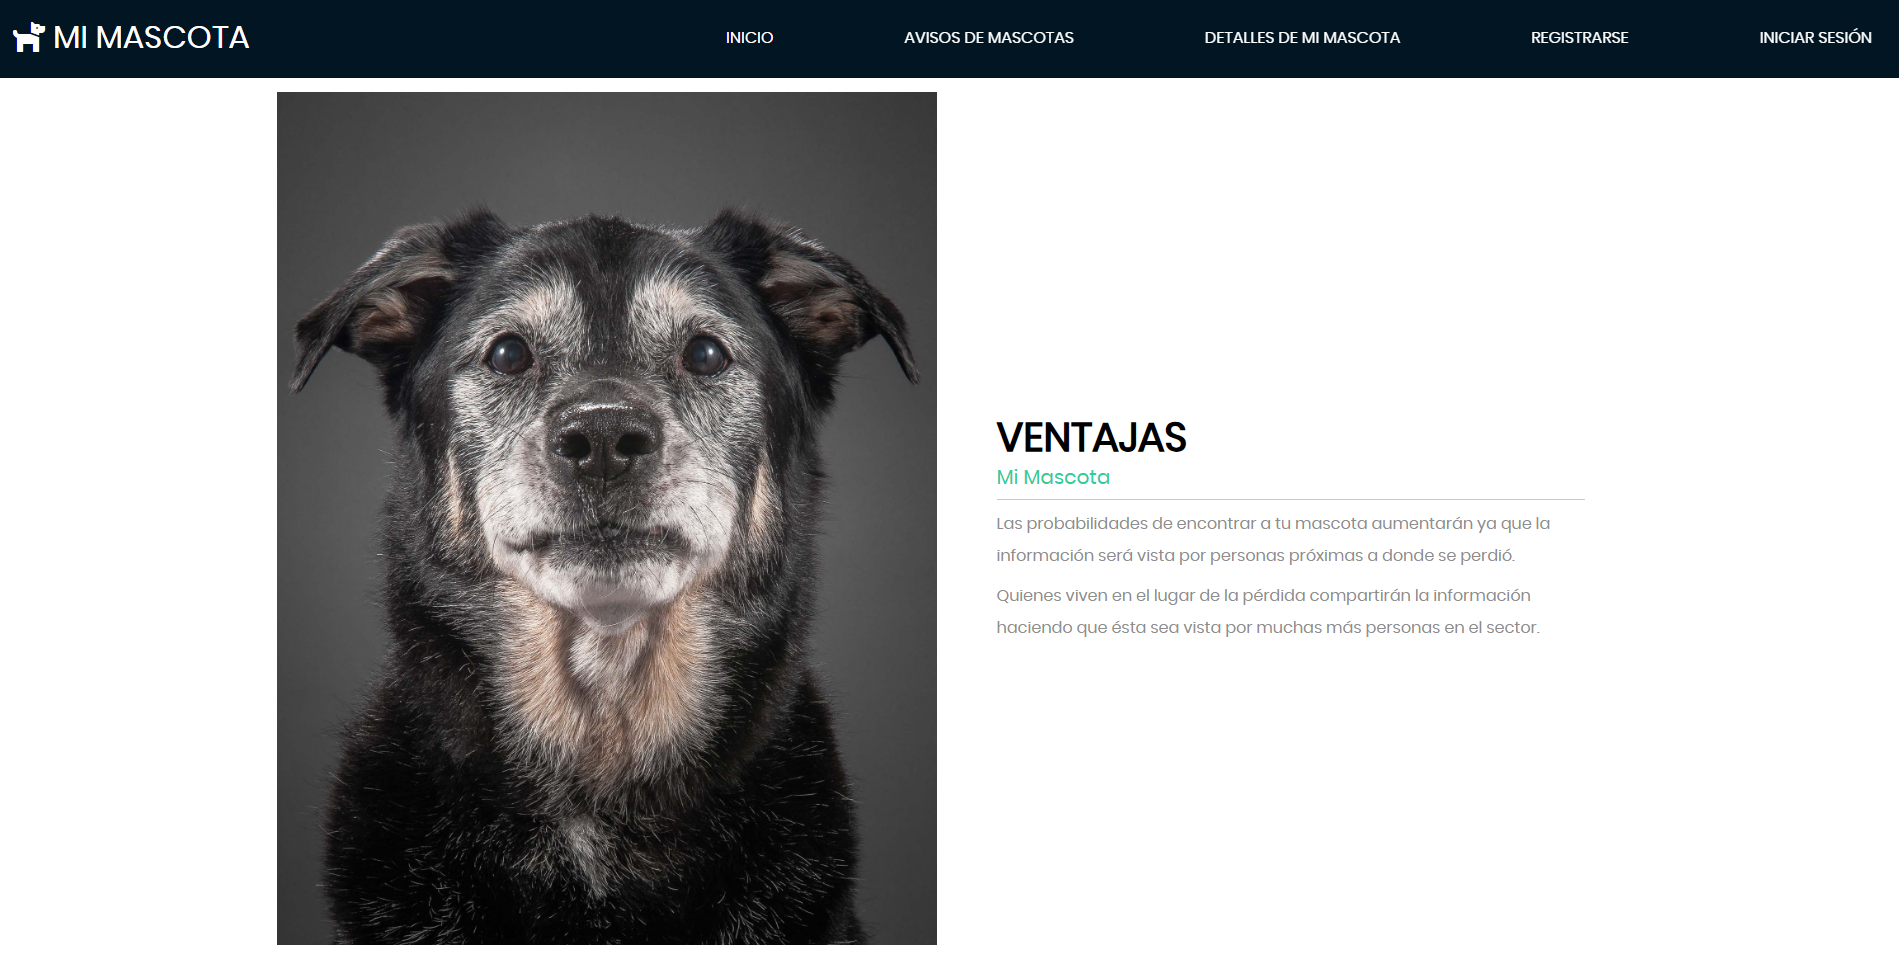 MI MASCOTA
INICIO
AVISOS DE MASCOTAS
DETALLES DE MI MASCOTA
REGISTRARSE
INICIAR SESIÓN
VENTAJAS
Mi Mascota
Las probabilidades de encontrar a tu mascota aumentarán ya que la
información será vista por personas próximas a donde se perdió.
Quienes viven en el lugar de la pérdida compartirán la información
haciendo que ésta sea vista por muchas más personas en el sector.